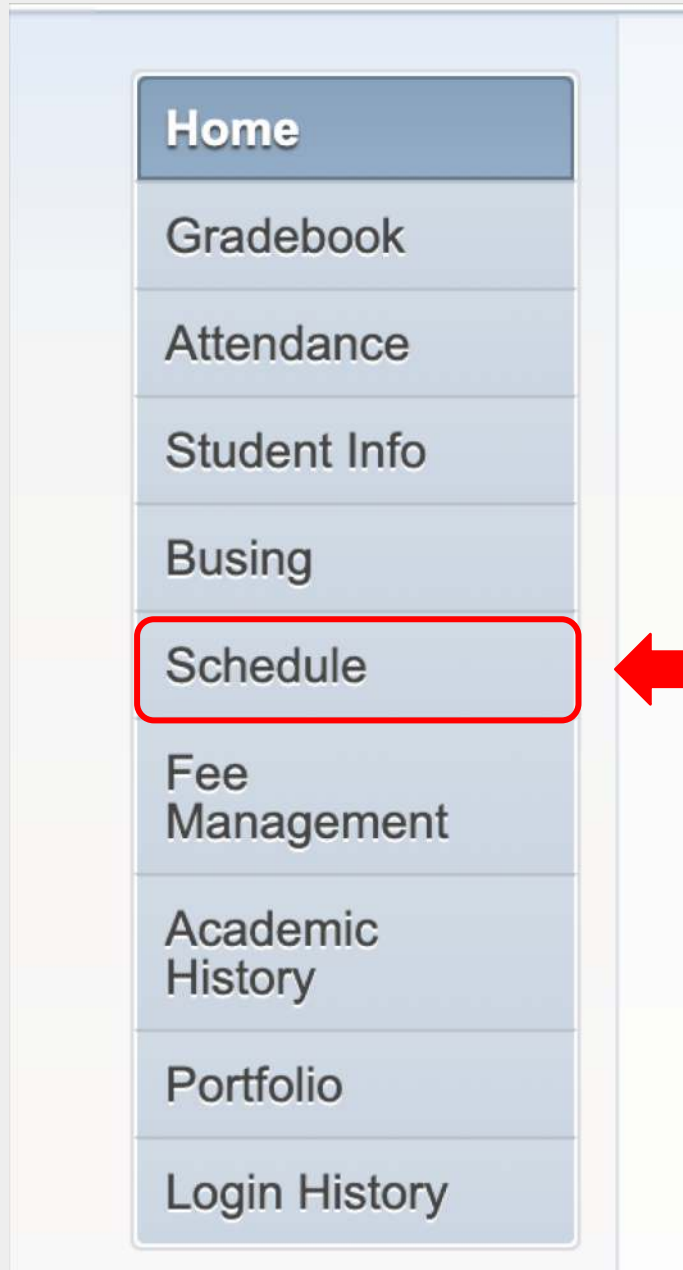 Home
Gradebook
Attendance
Student Info
Busing
Schedule
Fee
Management
Academic
History
Portfolio
Login History